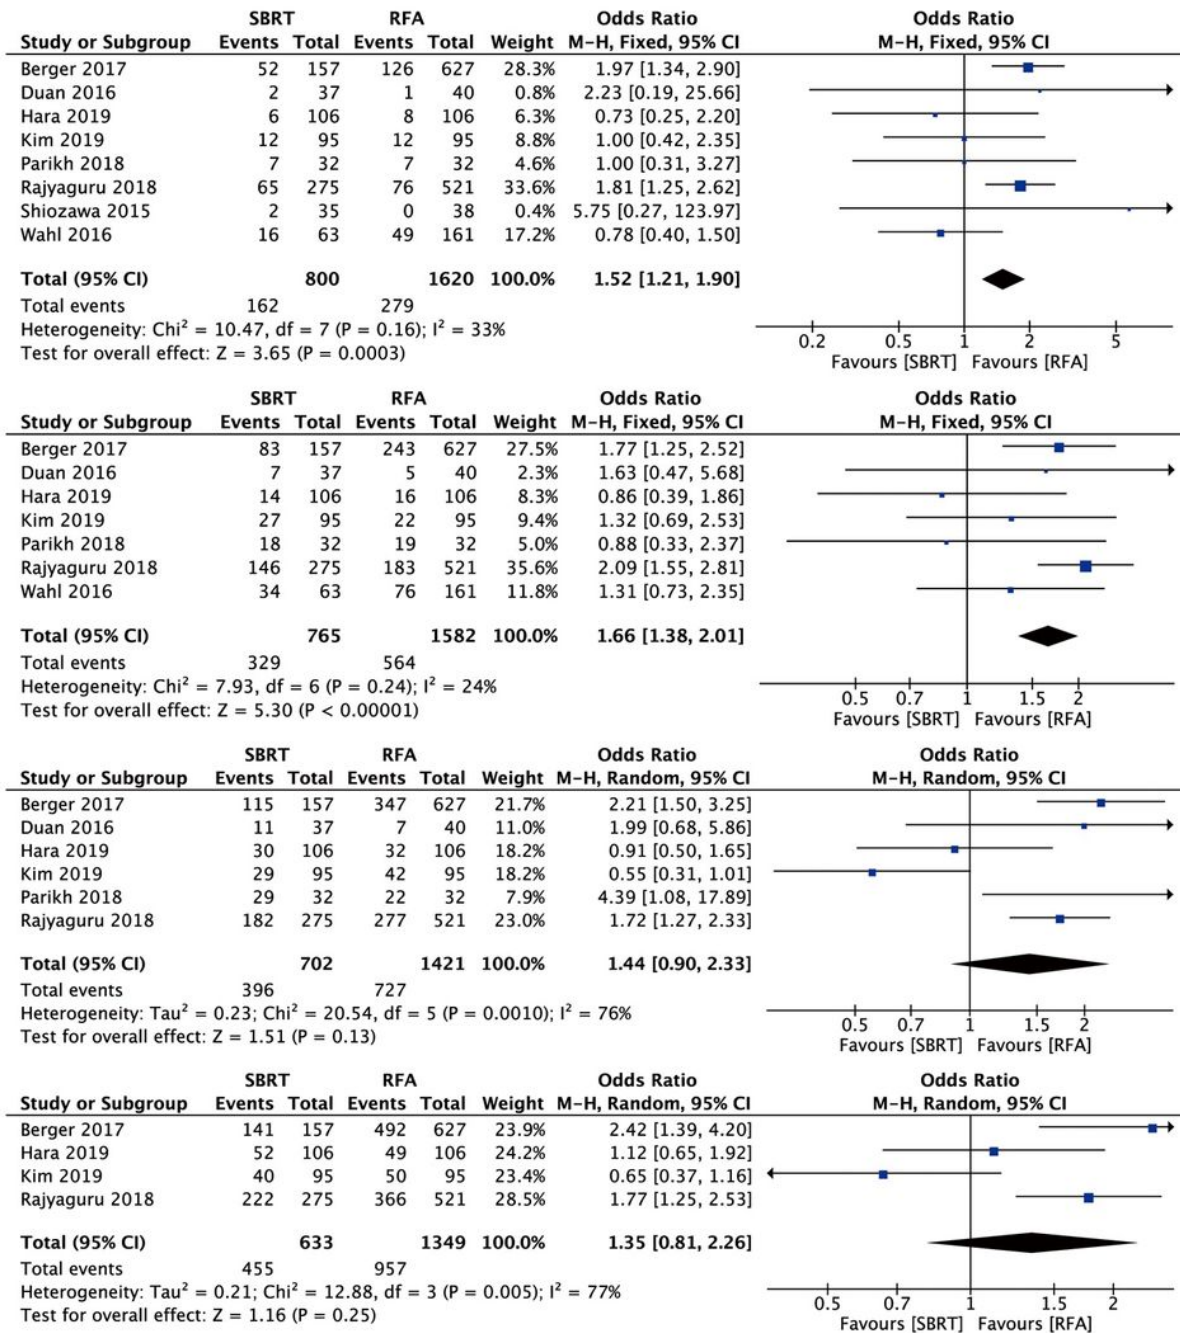 SBRT RFA Odds Ratio Odds Ratio
Study or Subgroup Events Total Events Total Weight M-H, Fixed, 95% CI M-H, Fixed, 95% CI
Berger 2017 52 157 126 627 28.3% 1.97 [1.34, 2.90]
Duan 2016 2 37 1 40 0.8% 2.23 [0.19, 25.66]
Hara 2019 6 106 8 106 6.3% 0.73 [0.25, 2.20]
Kim 2019 12 95 12 95 8.8% 1.00 [0.42, 2.35]
Parikh 2018 7 32 7 32 4.6% 1.00 [0.31, 3.27]
Rajyaguru 2018 65 275 76 521 33.6% 1.81 [1.25, 2.62]
Shiozawa 2015 2 35 0 38 0.4% 5.75 [0.27, 123.97]
Wahl 2016 16 63 49 161 17.2% 0.78 [0.40, 1.50]
Total (95% CI) 800 1620 100.0% 1.52 [1.21, 1.90]
Total events 162 279
Heterogeneity: Chi² = 10.47, df = 7 (P = 0.16); I² = 33%
Test for overall effect: Z = 3.65 (P = 0.0003)
0.2 0.5 1 2 5
Favours [SBRT] Favours [RFA]
SBRT RFA Odds Ratio Odds Ratio
Study or Subgroup Events Total Events Total Weight M-H, Fixed, 95% CI M-H, Fixed, 95% CI
Berger 2017 83 157 243 627 27.5% 1.77 [1.25, 2.52]
Duan 2016 7 37 5 40 2.3% 1.63 [0.47, 5.68]
Hara 2019 14 106 16 106 8.3% 0.86 [0.39, 1.86]
Kim 2019 27 95 22 95 9.4% 1.32 [0.69, 2.53]
Parikh 2018 18 32 19 32 5.0% 0.88 [0.33, 2.37]
Rajyaguru 2018 146 275 183 521 35.6% 2.09 [1.55, 2.81]
Wahl 2016 34 63 76 161 11.8% 1.31 [0.73, 2.35]
Total (95% CI) 765 1582 100.0% 1.66 [1.38, 2.01]
Total events 329 564
Heterogeneity: Chi² = 7.93, df = 6 (P = 0.24); I² = 24%
Test for overall effect: Z = 5.30 (P < 0.00001)
0.5 0.7 1 1.5 2
Favours [SBRT] Favours [RFA]
SBRT RFA Odds Ratio Odds Ratio
Study or Subgroup Events Total Events Total Weight M-H, Random, 95% CI M-H, Random, 95% CI
Berger 2017 115 157 347 627 21.7% 2.21 [1.50, 3.25]
Duan 2016 11 37 7 40 11.0% 1.99 [0.68, 5.86]
Hara 2019 30 106 32 106 18.2% 0.91 [0.50, 1.65]
Kim 2019 29 95 42 95 18.2% 0.55 [0.31, 1.01]
Parikh 2018 29 32 22 32 7.9% 4.39 [1.08, 17.89]
Rajyaguru 2018 182 275 277 521 23.0% 1.72 [1.27, 2.33]
Total (95% CI) 702 1421 100.0% 1.44 [0.90, 2.33]
Total events 396 727
Heterogeneity: Tau² = 0.23; Chi² = 20.54, df = 5 (P = 0.0010); I² = 76%
Test for overall effect: Z = 1.51 (P = 0.13)
0.5 0.7 1 1.5 2
Favours [SBRT] Favours [RFA]
SBRT RFA Odds Ratio Odds Ratio
Study or Subgroup Events Total Events Total Weight M-H, Random, 95% CI M-H, Random, 95% CI
Berger 2017 141 157 492 627 23.9% 2.42 [1.39, 4.20]
Hara 2019 52 106 49 106 24.2% 1.12 [0.65, 1.92]
Kim 2019 40 95 50 95 23.4% 0.65 [0.37, 1.16]
Rajyaguru 2018 222 275 366 521 28.5% 1.77 [1.25, 2.53]
Total (95% CI) 633 1349 100.0% 1.35 [0.81, 2.26]
Total events 455 957
Heterogeneity: Tau² = 0.21; Chi² = 12.88, df = 3 (P = 0.005); I² = 77%
Test for overall effect: Z = 1.16 (P = 0.25)
0.5 0.7 1 1.5 2
Favours [SBRT] Favours [RFA]